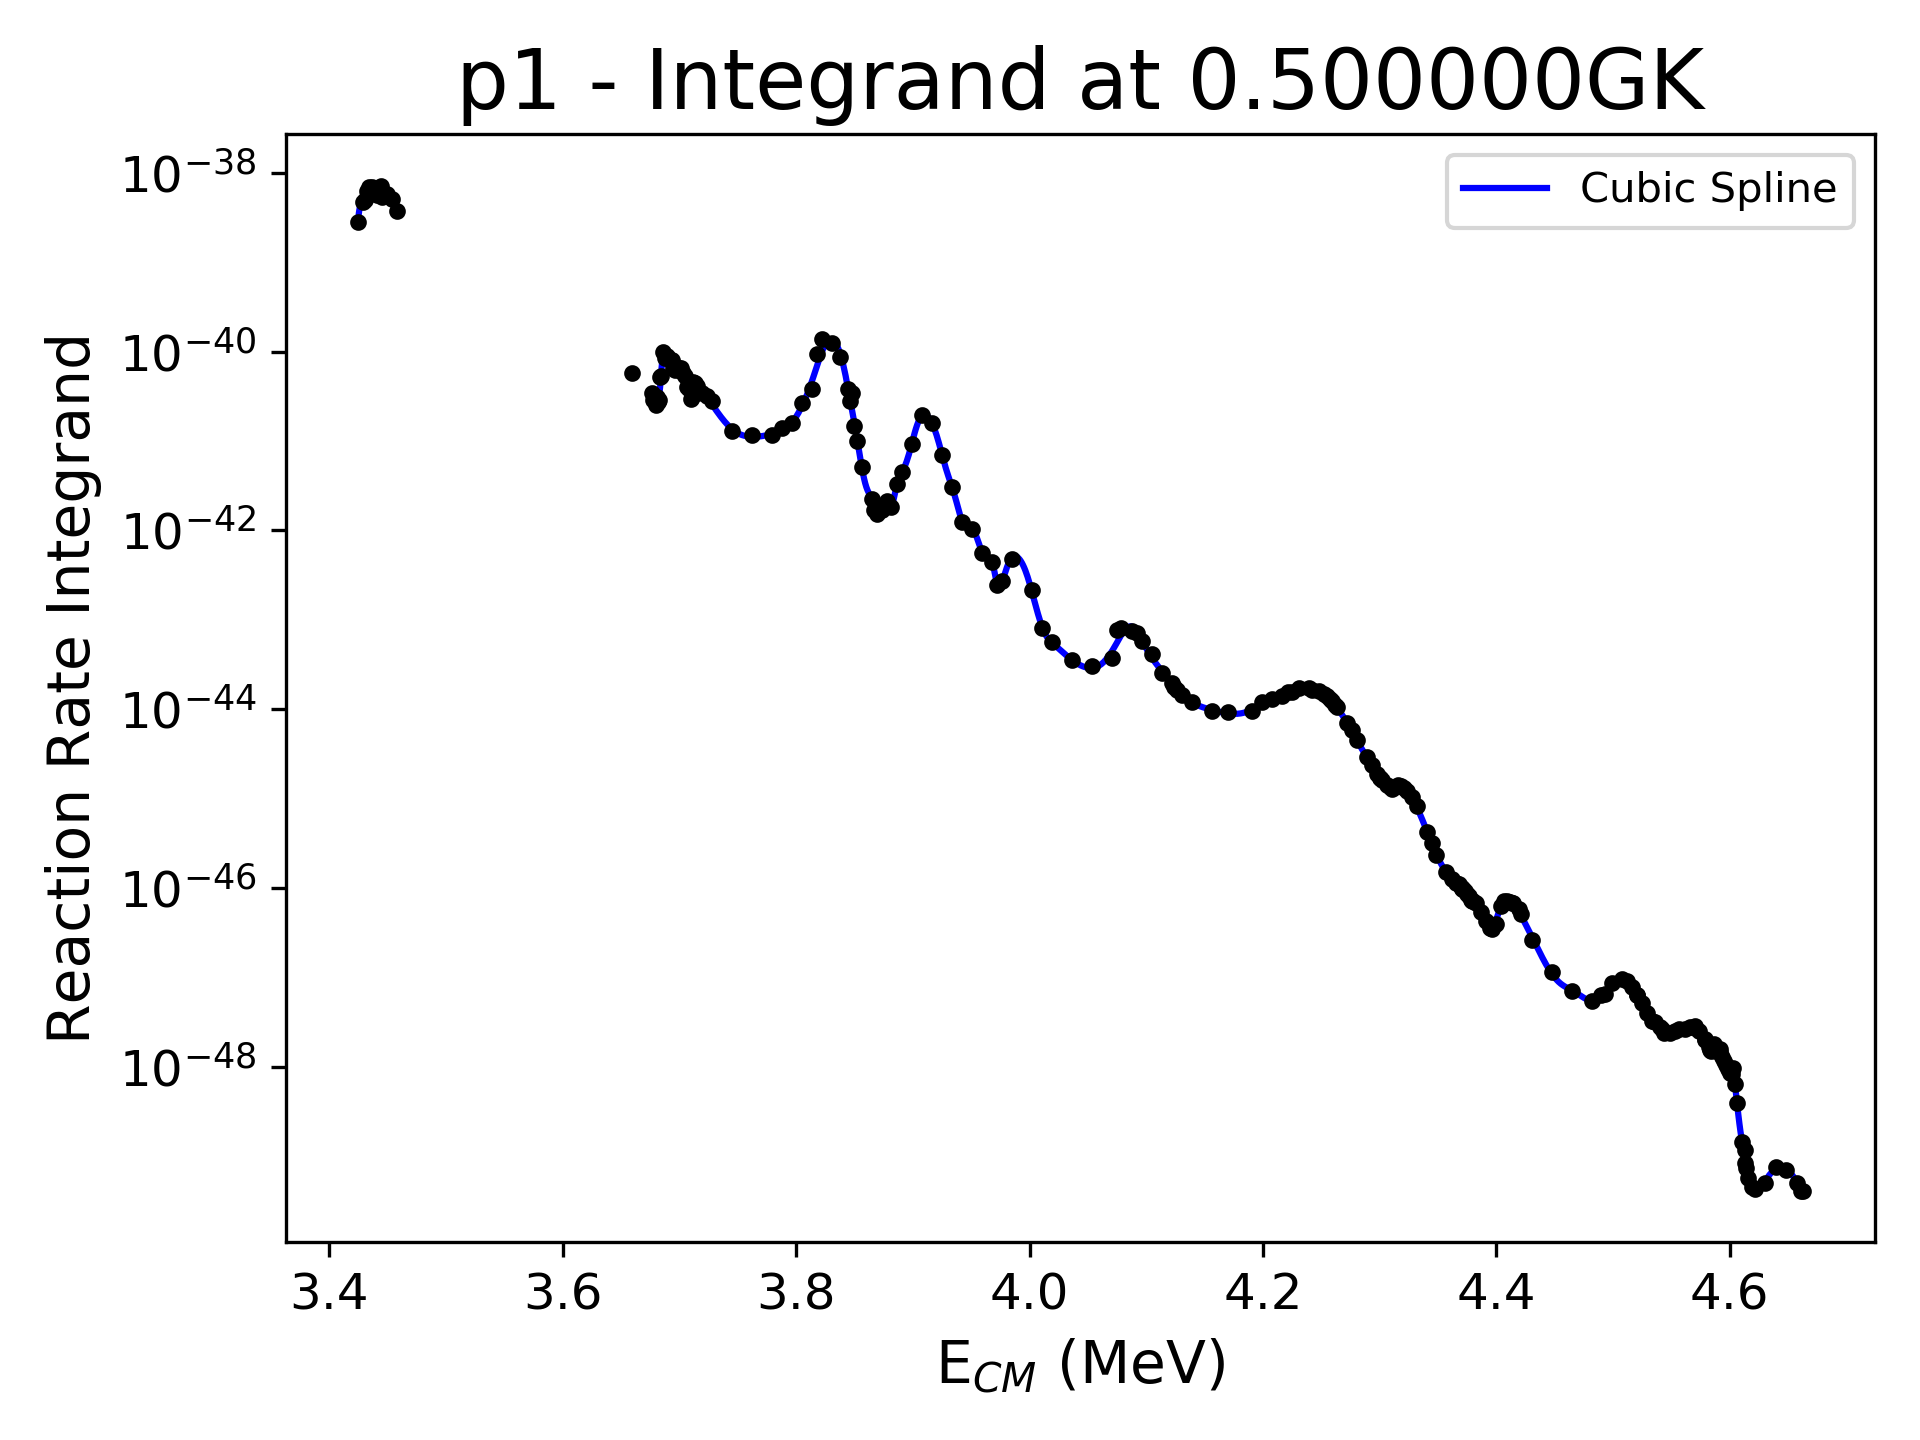 p1 - Integrand at 0.500000GK
Cubic Spline
Reaction Rate Integrand
10⁻³⁸
10⁻⁴⁰
10⁻⁴²
10⁻⁴⁴
10⁻⁴⁶
10⁻⁴⁸
3.4 3.6 3.8 4.0 4.2 4.4 4.6
E_CM (MeV)